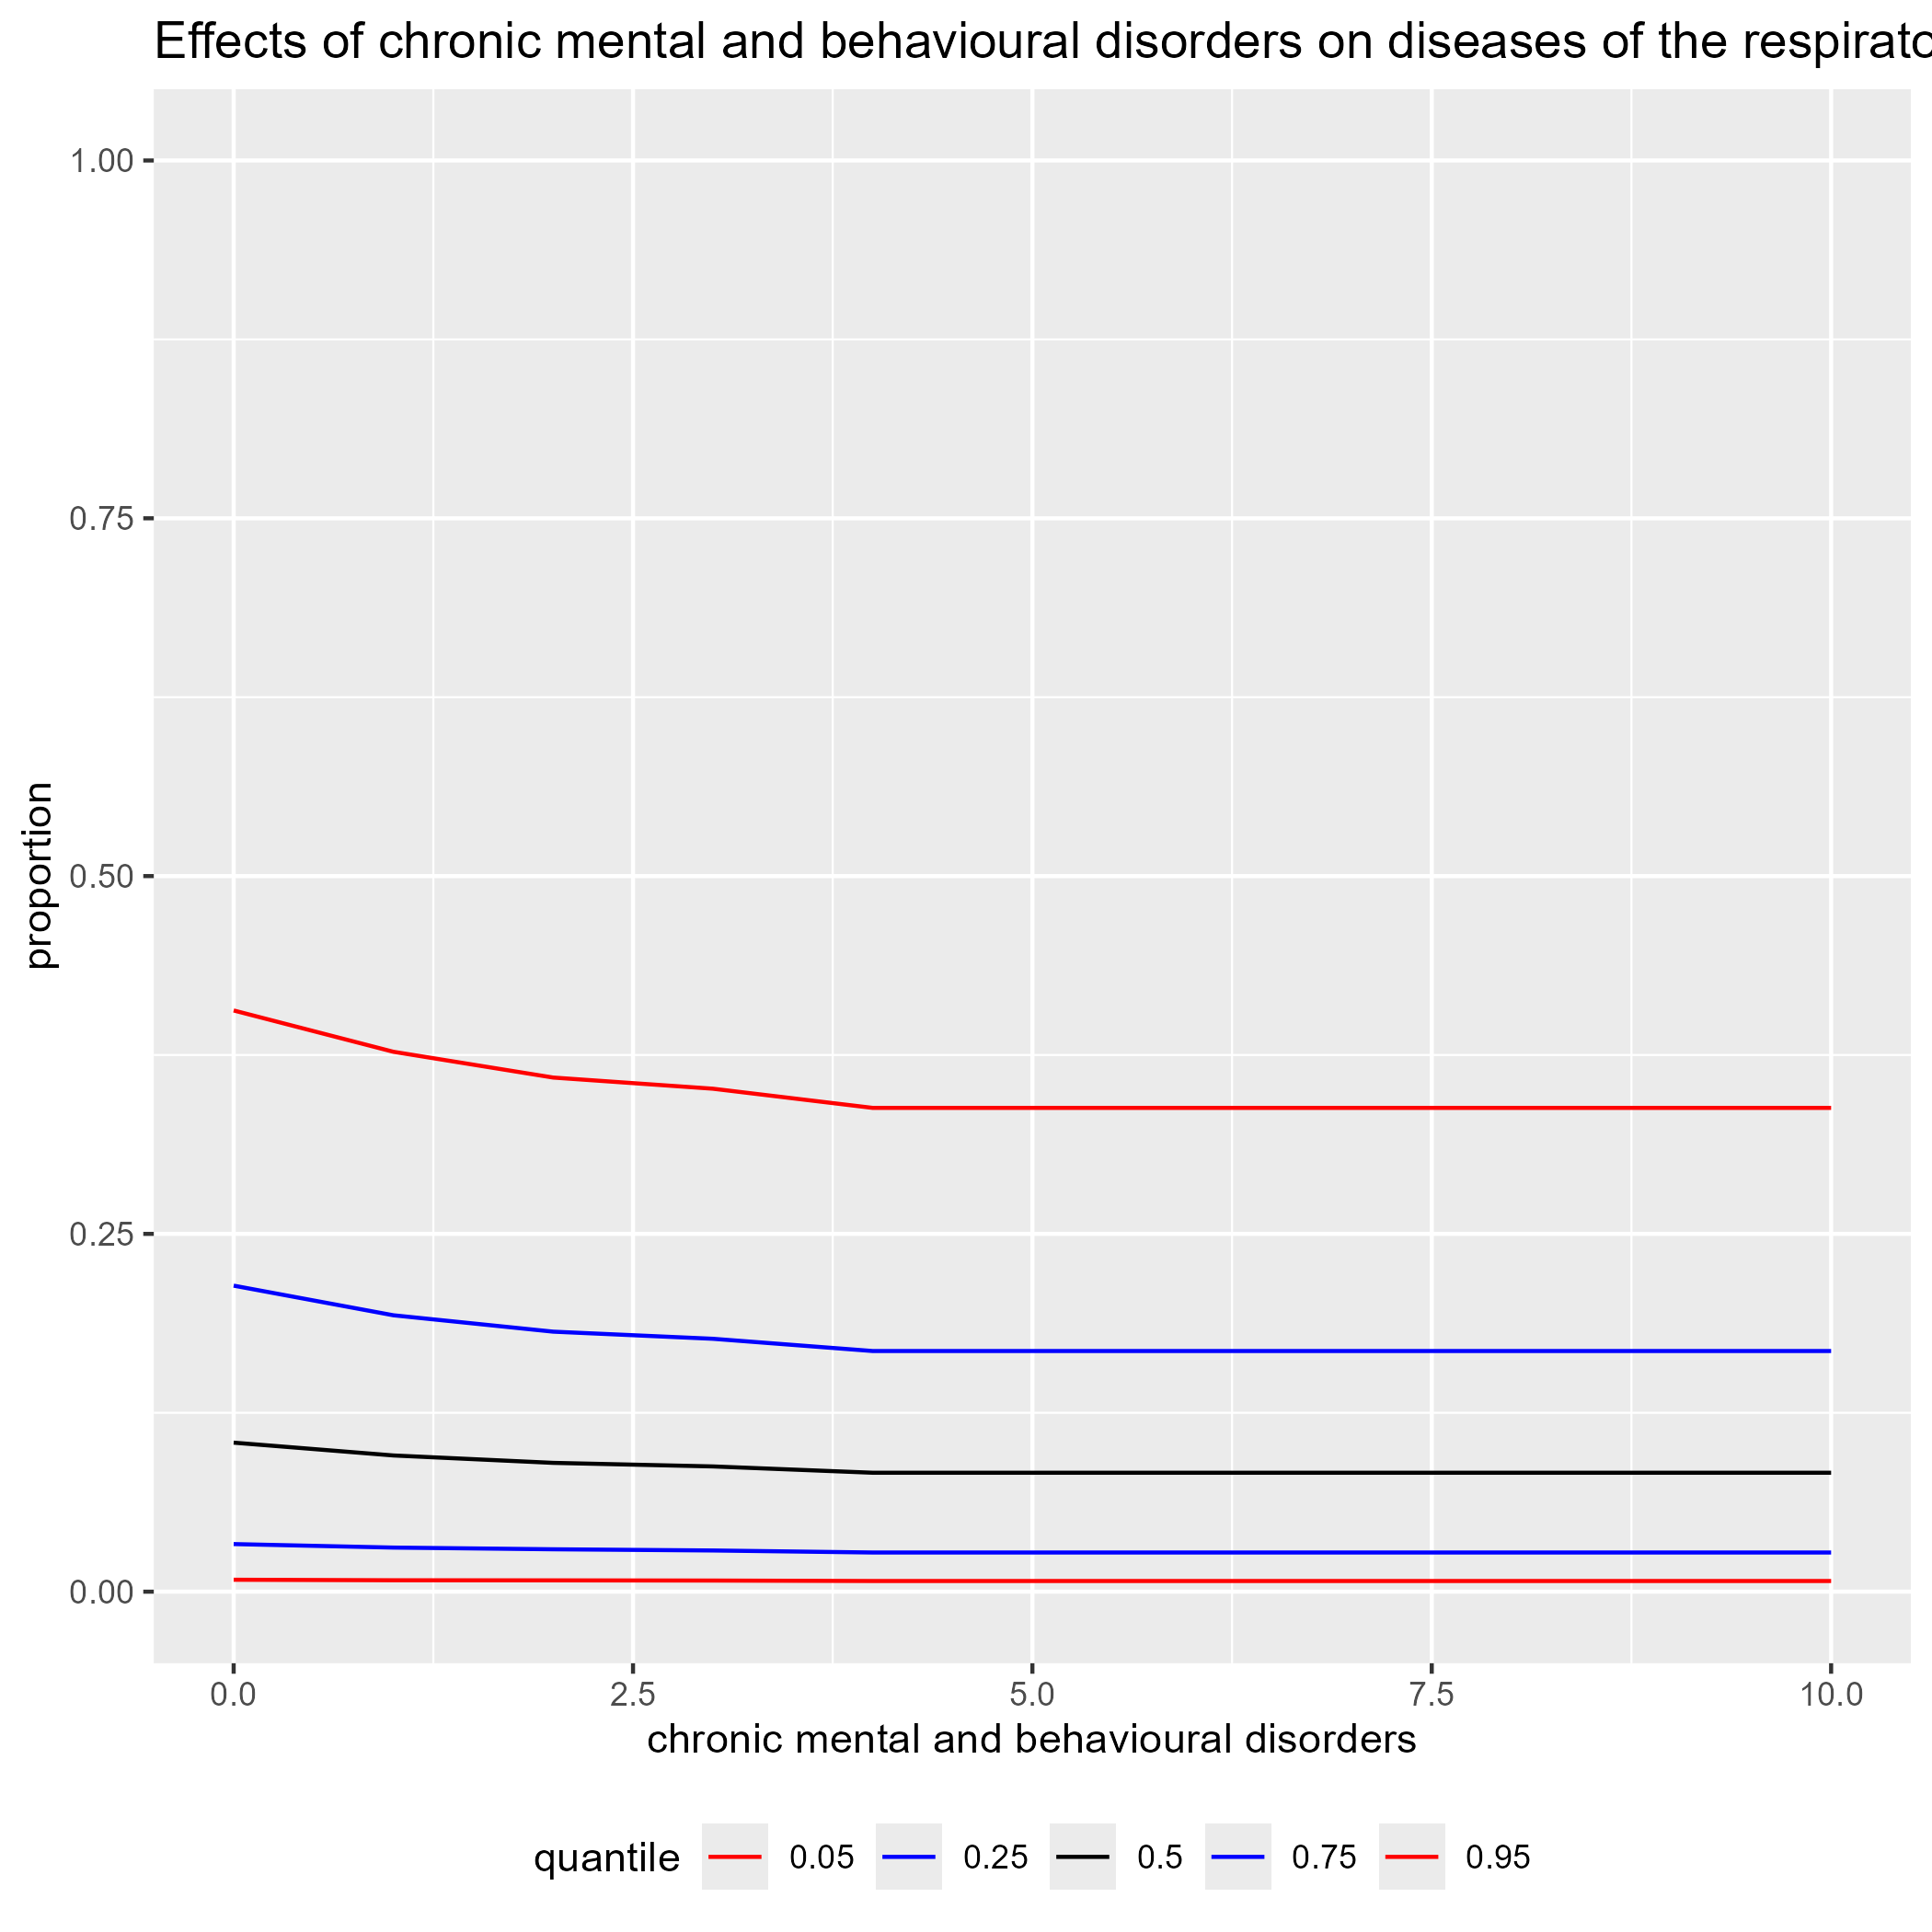 Effects of chronic mental and behavioural disorders on diseases of the
1.00
0.75
0.50
0.25
0.00
proportion
0.0 2.5 5.0 7.5 10.0
chronic mental and behavioural disorders
quantile 0.05 0.25 0.5 0.75 0.95